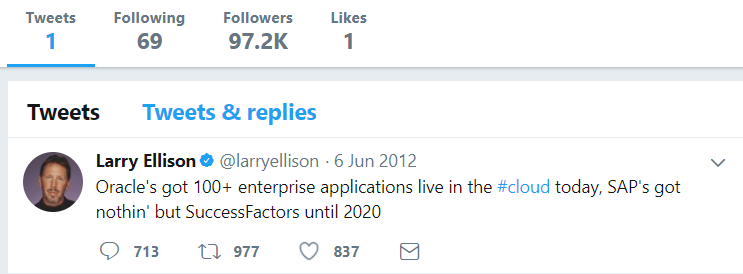 Tweets Following Followers Likes
1 69 97.2K 1
Tweets Tweets & replies
Larry Ellison @larryellison · 6 Jun 2012
Oracle's got 100+ enterprise applications live in the #cloud today, SAP's got
nothin' but SuccessFactors until 2020
713 977 837